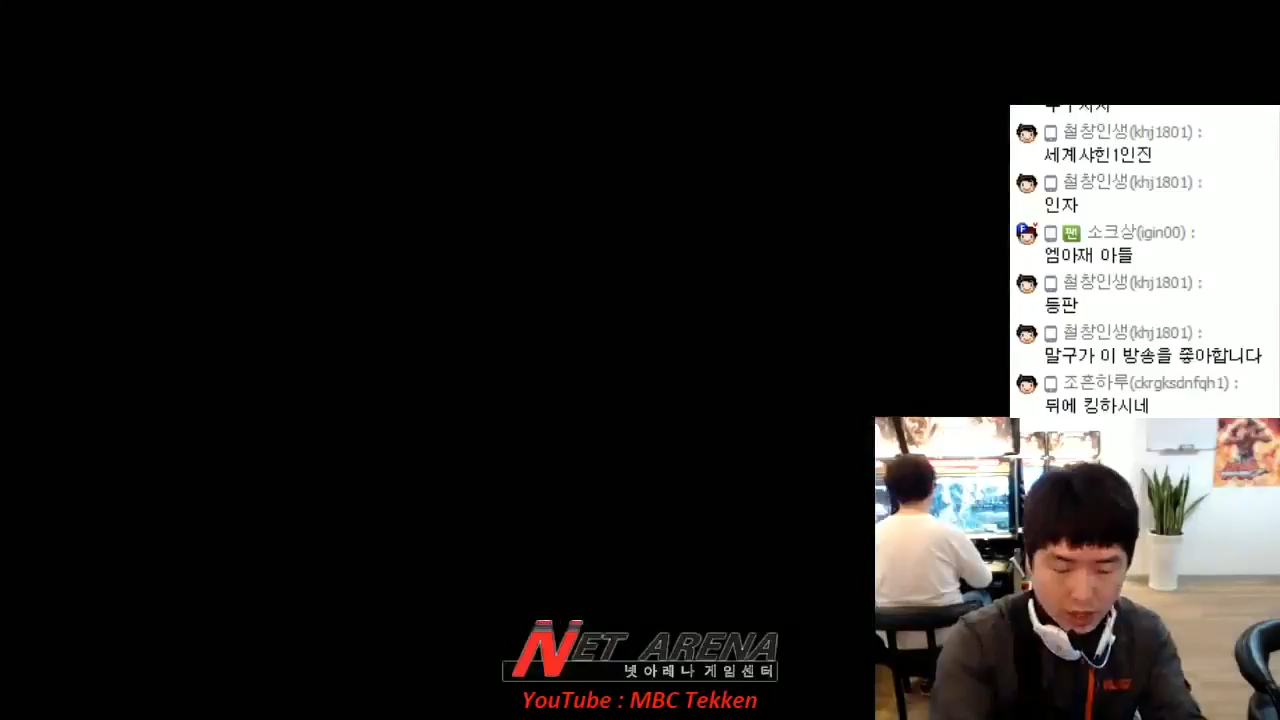 철창인생(khj1801) :
세계샤힌1인진
철창인생(khj1801) :
인자
팬 소크상(igin00) :
엠아재 아들
철창인생(khj1801) :
등판
철창인생(khj1801) :
말구가 이 방송을 좋아합니다
조흔하루(ckrgksdnfqh1) :
뒤에 킹하시네
NET ARENA
넷아레나 게임센터
YouTube : MBC Tekken